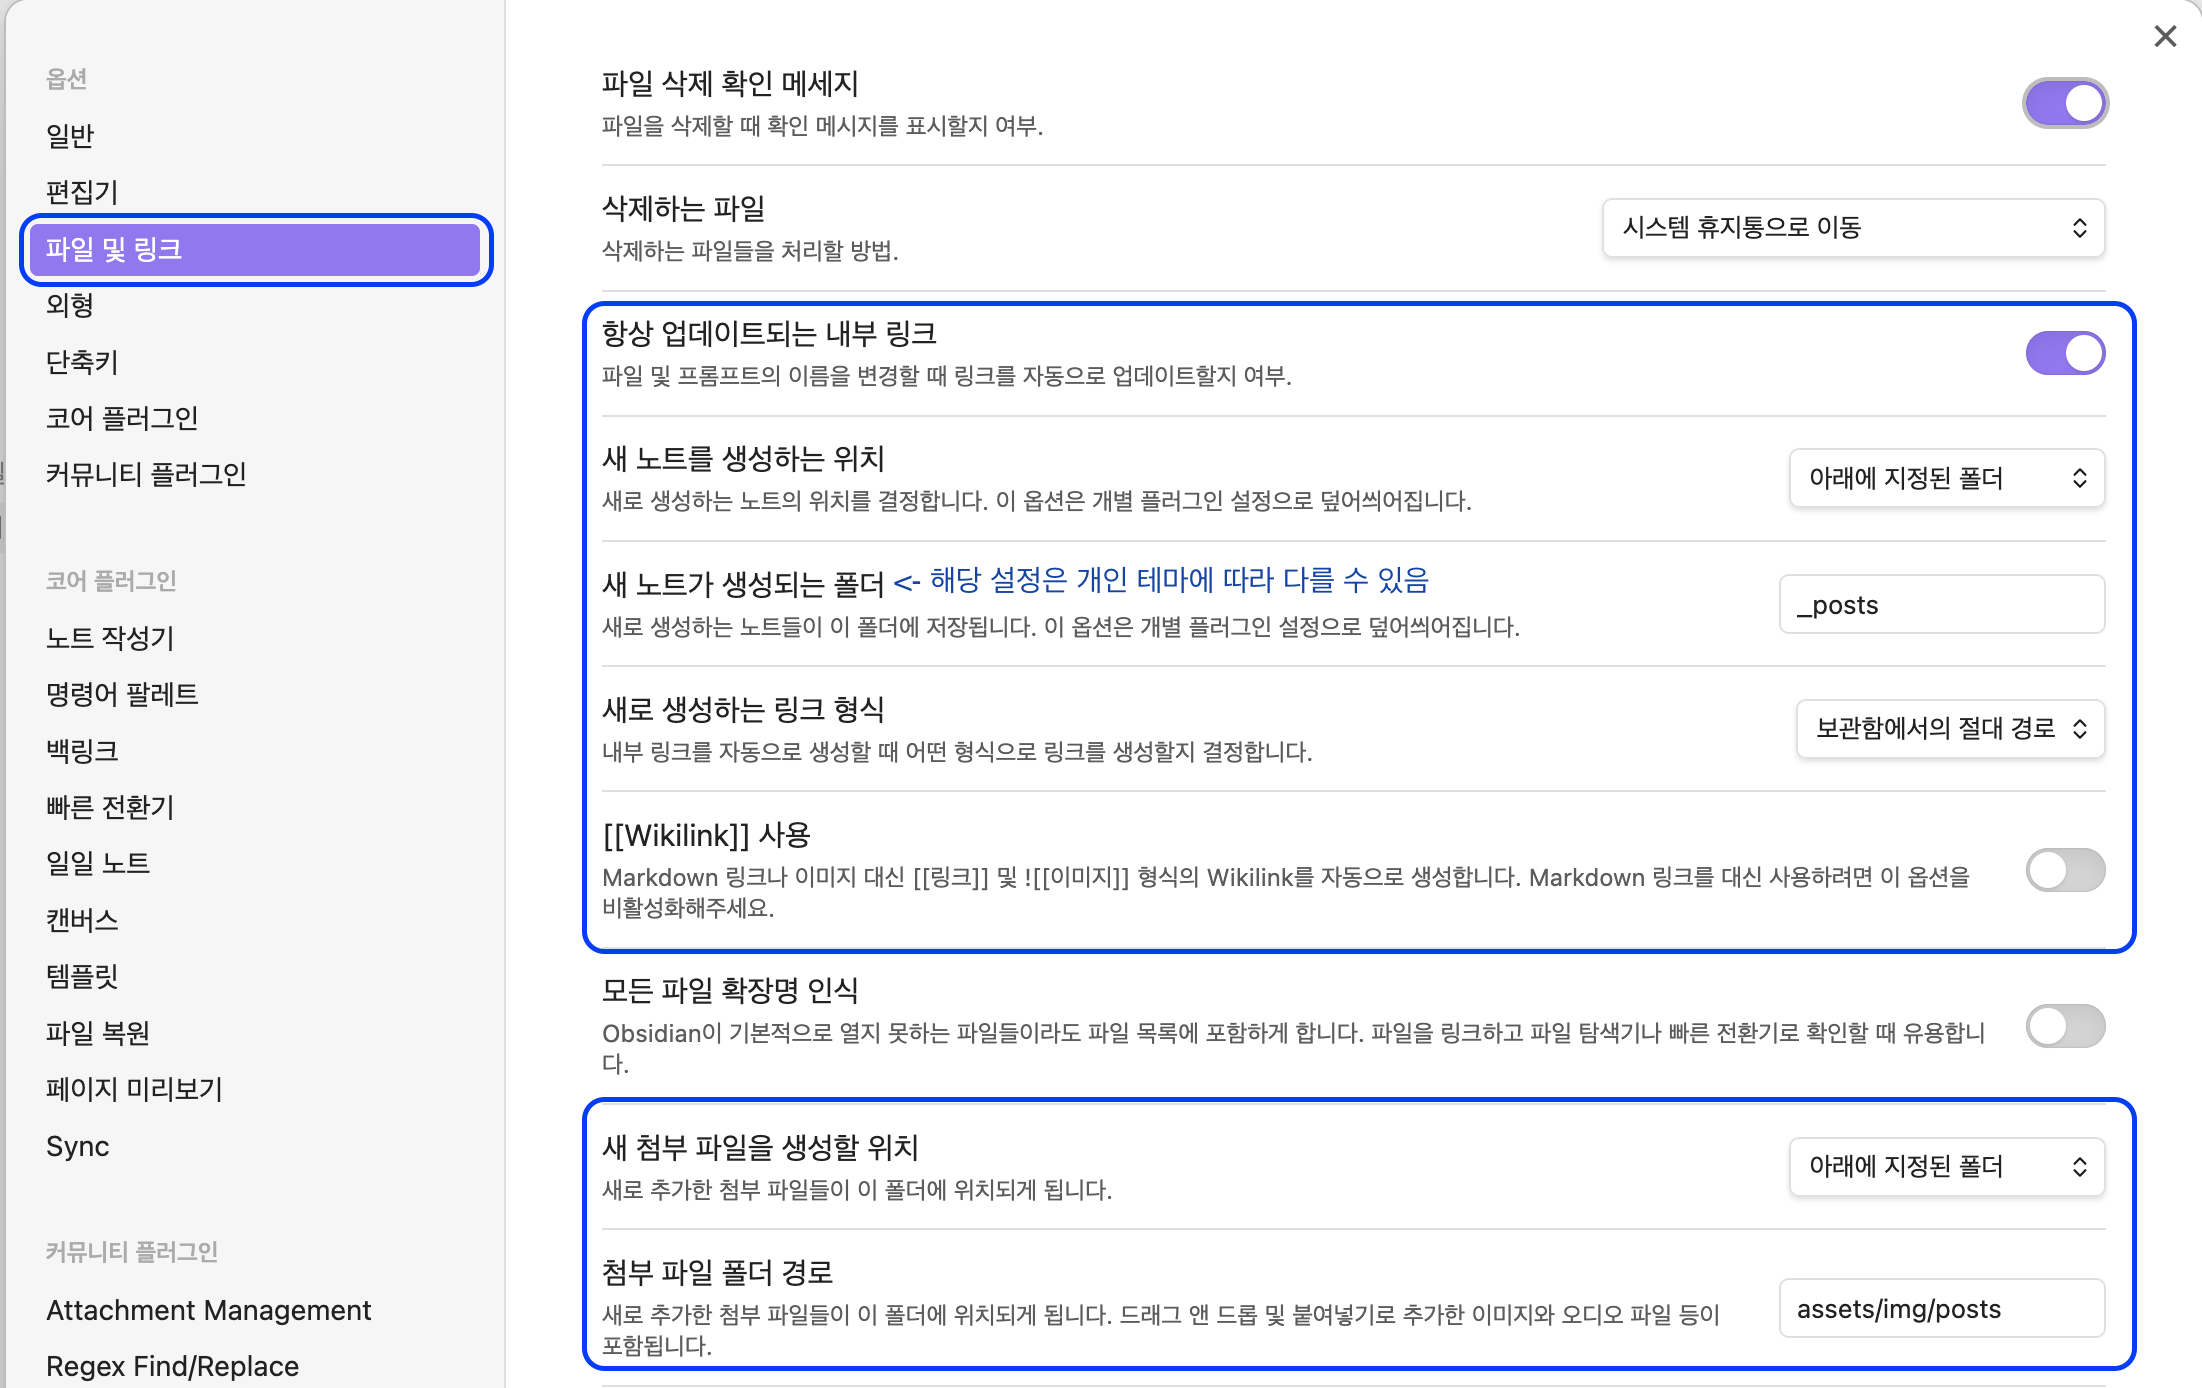 옵션
일반
편집기
파일 및 링크
외형
단축키
코어 플러그인
커뮤니티 플러그인
코어 플러그인
노트 작성기
명령어 팔레트
백링크
빠른 전환기
일일 노트
캔버스
템플릿
파일 복원
페이지 미리보기
Sync
커뮤니티 플러그인
Attachment Management
Regex Find/Replace
파일 삭제 확인 메세지
파일을 삭제할 때 확인 메시지를 표시할지 여부.
삭제하는 파일
삭제하는 파일들을 처리할 방법.
시스템 휴지통으로 이동
항상 업데이트되는 내부 링크
파일 및 프롬프트의 이름을 변경할 때 링크를 자동으로 업데이트할지 여부.
새 노트를 생성하는 위치
새로 생성하는 노트의 위치를 결정합니다. 이 옵션은 개별 플러그인 설정으로 덮어씌어집니다.
아래에 지정된 폴더
새 노트가 생성되는 폴더 <- 해당 설정은 개인 테마에 따라 다를 수 있음
새로 생성하는 노트들이 이 폴더에 저장됩니다. 이 옵션은 개별 플러그인 설정으로 덮어씌어집니다.
_posts
새로 생성하는 링크 형식
내부 링크를 자동으로 생성할 때 어떤 형식으로 링크를 생성할지 결정합니다.
보관함에서의 절대 경로
[[Wikilink]] 사용
Markdown 링크나 이미지 대신 [[링크]] 및 ![[이미지]] 형식의 Wikilink를 자동으로 생성합니다. Markdown 링크를 대신 사용하려면 이 옵션을
비활성화해주세요.
모든 파일 확장명 인식
Obsidian이 기본적으로 열지 못하는 파일들이라도 파일 목록에 포함하게 합니다. 파일을 링크하고 파일 탐색기나 빠른 전환기로 확인할 때 유용합니
다.
새 첨부 파일을 생성할 위치
새로 추가한 첨부 파일들이 이 폴더에 위치되게 됩니다.
아래에 지정된 폴더
첨부 파일 폴더 경로
새로 추가한 첨부 파일들이 이 폴더에 위치되게 됩니다. 드래그 앤 드롭 및 붙여넣기로 추가한 이미지와 오디오 파일 등이
포함됩니다.
assets/img/posts